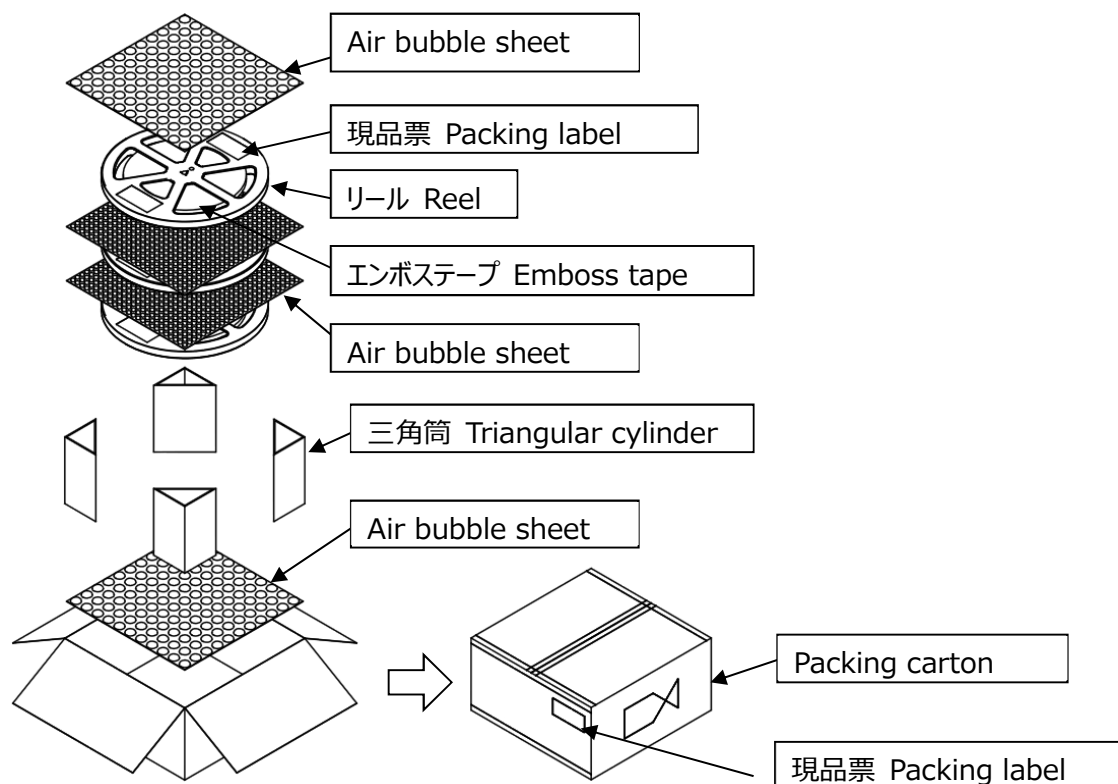 Air bubble sheet
現品票 Packing label
リール Reel
エンボステープ Emboss tape
Air bubble sheet
三角筒 Triangular cylinder
Air bubble sheet
Packing carton
現品票 Packing label